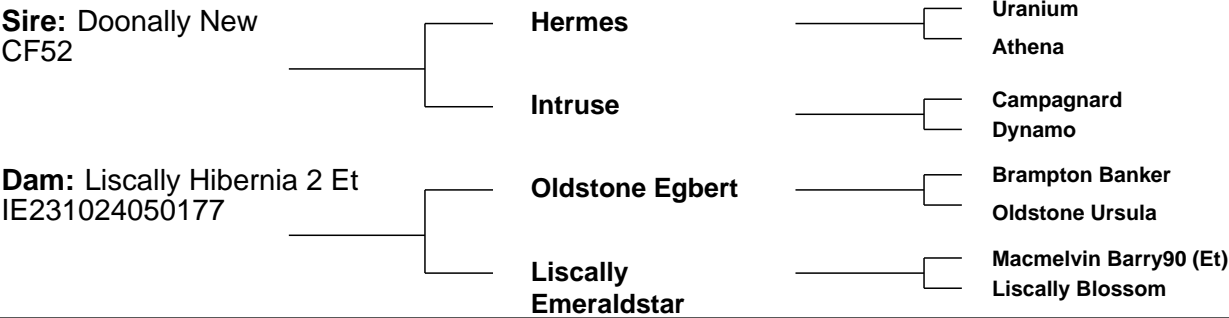 Sire: Doonally New
CF52
Hermes
Uranium
Athena
Intruse
Campagnard
Dynamo
Dam: Liscally Hibernia 2 Et
IE231024050177
Oldstone Egbert
Brampton Banker
Oldstone Ursula
Liscally
Emeraldstar
Macmelvin Barry90 (Et)
Liscally Blossom